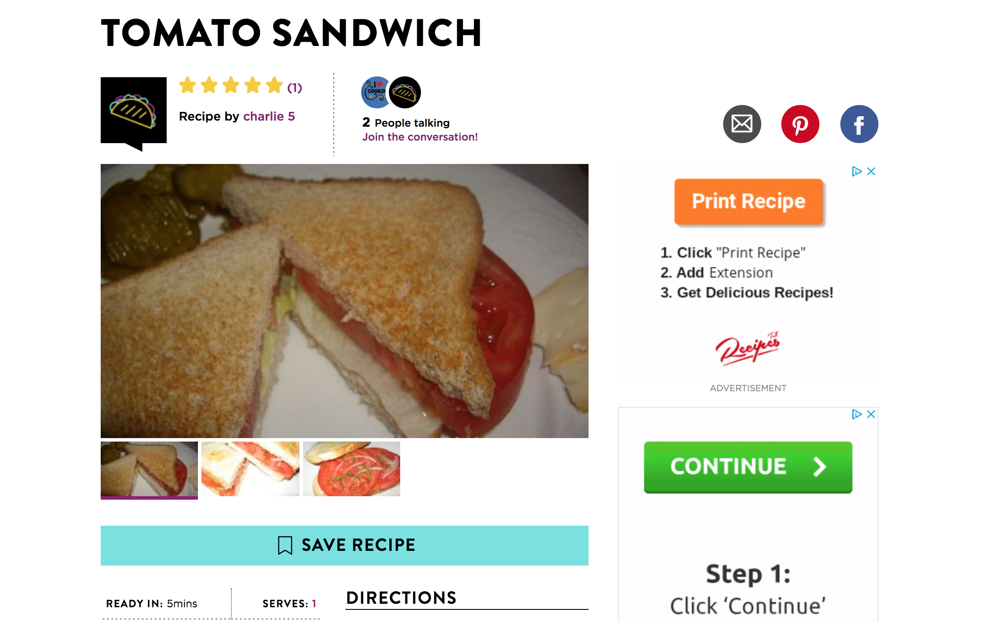 TOMATO SANDWICH
(1)
Recipe by charlie 5
I
COOKIN
2 People talking
Join the conversation!
Print Recipe
1. Click "Print Recipe"
2. Add Extension
3. Get Delicious Recipes!
Recipes
ADVERTISEMENT
CONTINUE
SAVE RECIPE
Step 1:
Click ‘Continue’
READY IN: 5mins
SERVES: 1
DIRECTIONS